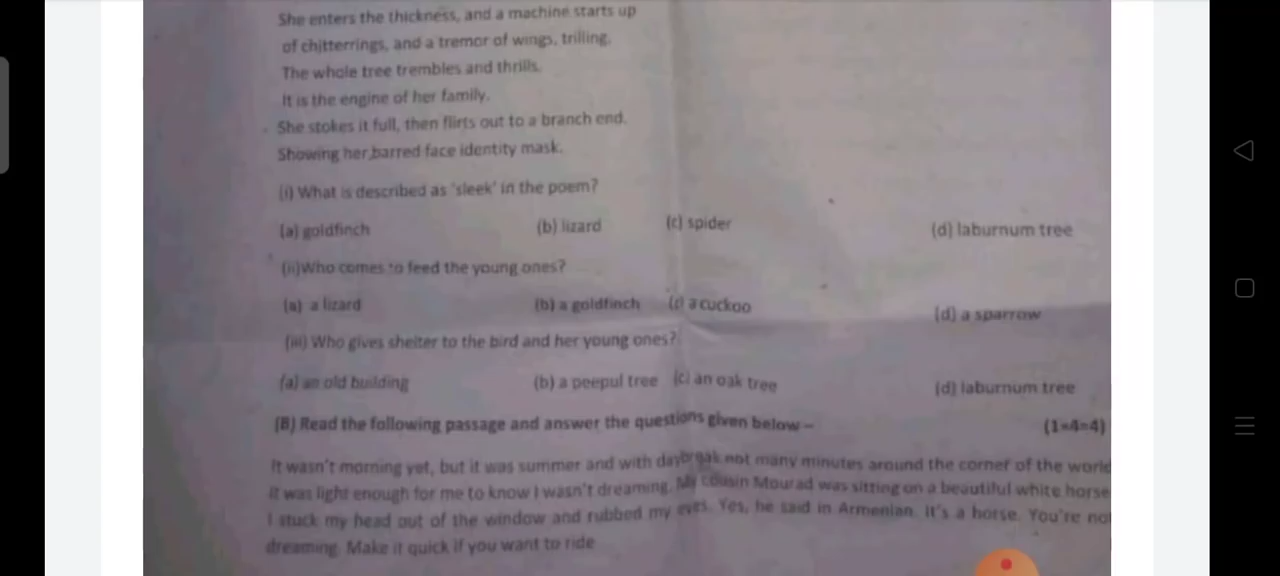 She enters the thickness, and a machine starts up
of chitterrings, and a tremor of wings, trilling.
The whole tree trembles and thrills.
It is the engine of her family.
She stokes it full, then flirts out to a branch end.
Showing her barred face identity mask.
(i) What is described as 'sleek' in the poem?
(a) goldfinch (b) lizard (c) spider (d) laburnum tree
(ii)Who comes to feed the young ones?
(a) a lizard (b) a goldfinch (c) a cuckoo (d) a sparrow
(iii) Who gives shelter to the bird and her young ones?
(a) an old building (b) a peepul tree (c) an oak tree (d) laburnum tree
(B) Read the following passage and answer the questions given below – (1×4=4)
It wasn't morning yet, but it was summer and with daybreak not many minutes around the corner of the world
it was light enough for me to know I wasn't dreaming. My cousin Mourad was sitting on a beautiful white horse
I stuck my head out of the window and rubbed my eyes. Yes, he said in Armenian. It's a horse. You're not
dreaming. Make it quick if you want to ride